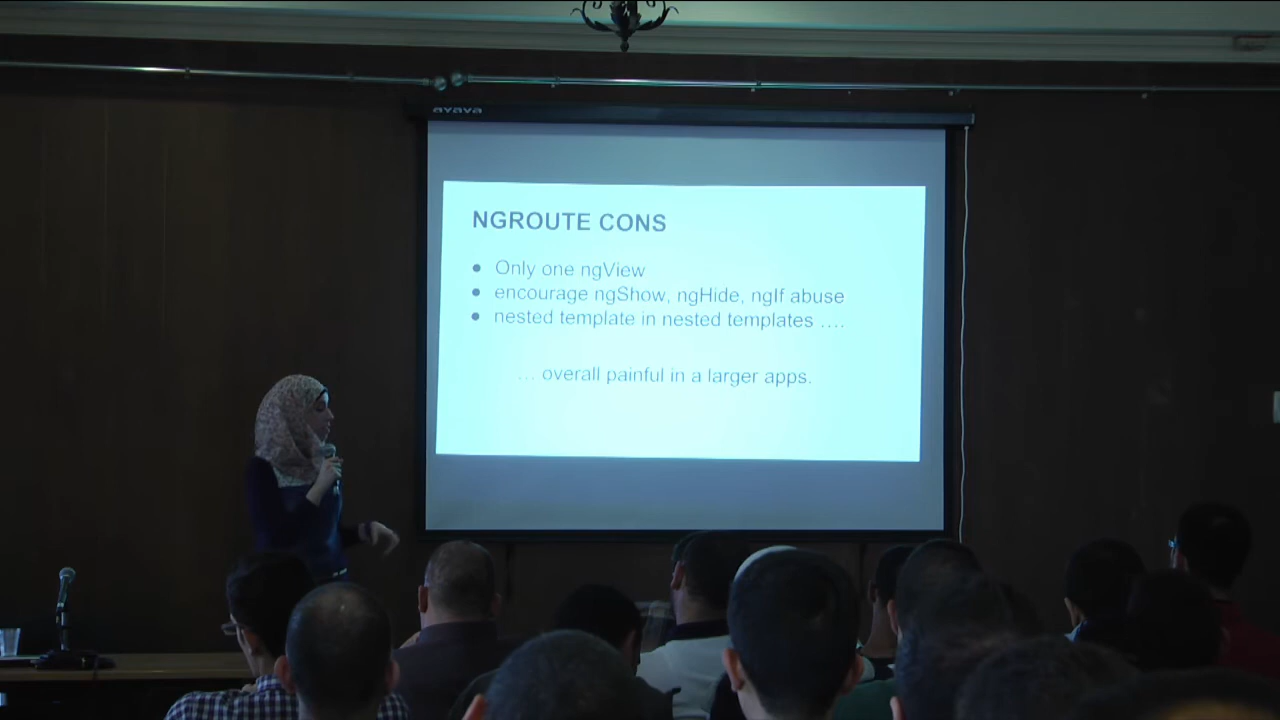 AVAYA
NGROUTE CONS
● Only one ngView
● encourage ngShow, ngHide, ngIf abuse
● nested template in nested templates ….
… overall painful in a larger apps.